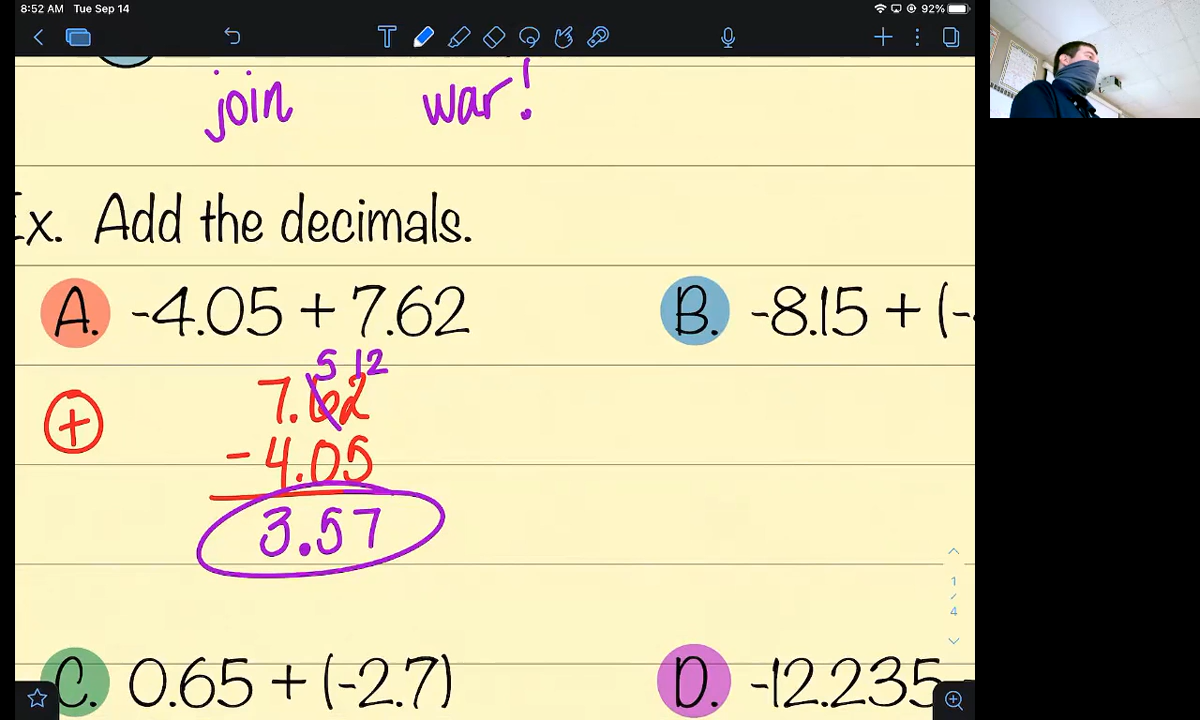 8:52 AM Tue Sep 14
92%
join war!
Ex. Add the decimals.
A. -4.05 + 7.62
B. -8.15 + (-
5 12
+ 7.62
- 4.05
3.57
1
/
4
C. 0.65 + (-2.7)
D. -12.235